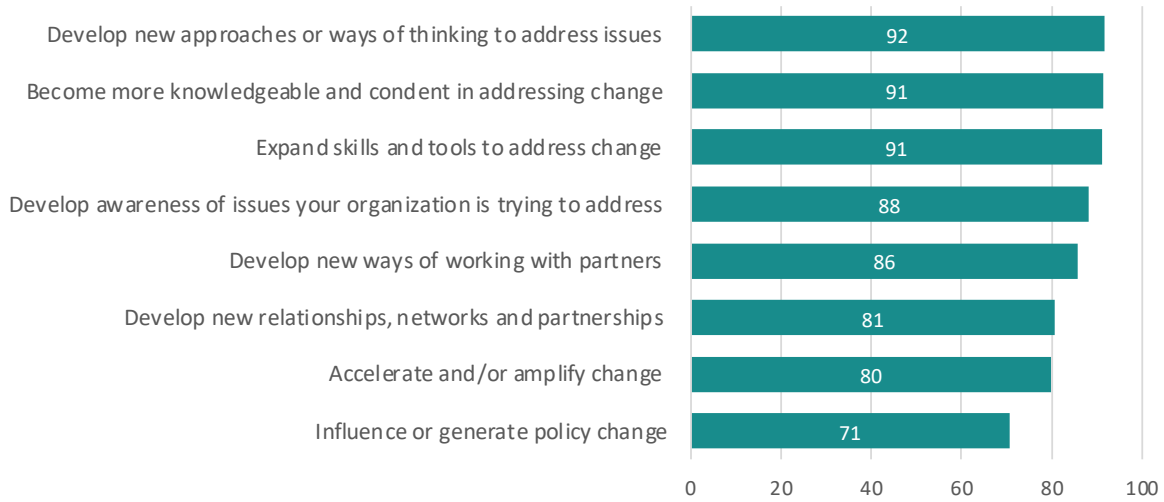 Develop new approaches or ways of thinking to address issues 92
Become more knowledgeable and condent in addressing change 91
Expand skills and tools to address change 91
Develop awareness of issues your organization is trying to address 88
Develop new ways of working with partners 86
Develop new relationships, networks and partnerships 81
Accelerate and/or amplify change 80
Influence or generate policy change 71
0 20 40 60 80 100